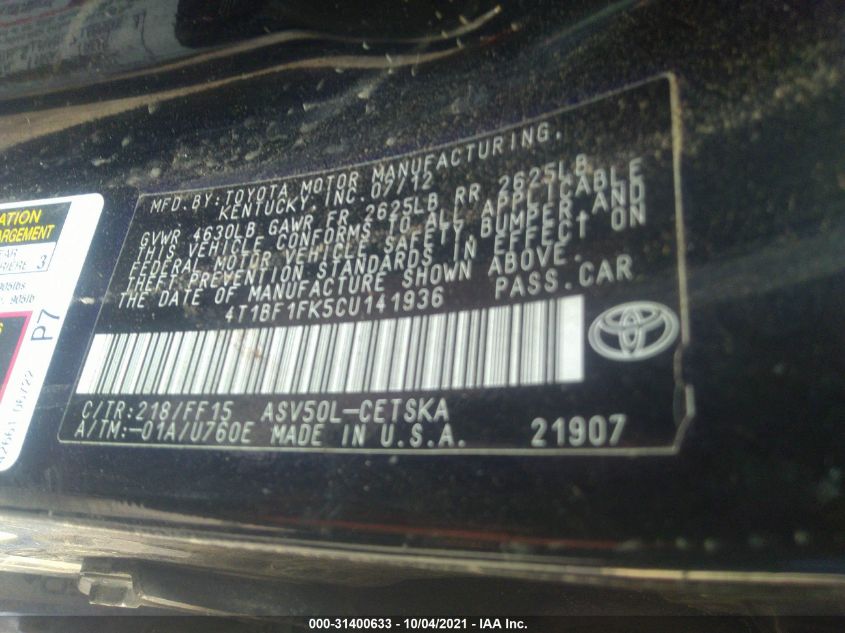 MFD.BY: TOYOTA MOTOR MANUFACTURING,
KENTUCKY, INC. 07/12
GVWR 4630LB GAWR FR 2625LB RR 2625LB
THIS VEHICLE CONFORMS TO ALL APPLICABLE
FEDERAL MOTOR VEHICLE SAFETY, BUMPER, AND
THEFT PREVENTION STANDARDS IN EFFECT ON
THE DATE OF MANUFACTURE SHOWN ABOVE.
4T1BF1FK5CU141936 PASS.CAR
C/TR:218/FF15 ASV50L-CETSKA
A/TM:-01A/U760E MADE IN U.S.A. 21907
ATION
ARGEMENT
EAR
RRIÈRE 3
P7
000-31400633 - 10/04/2021 - IAA Inc.